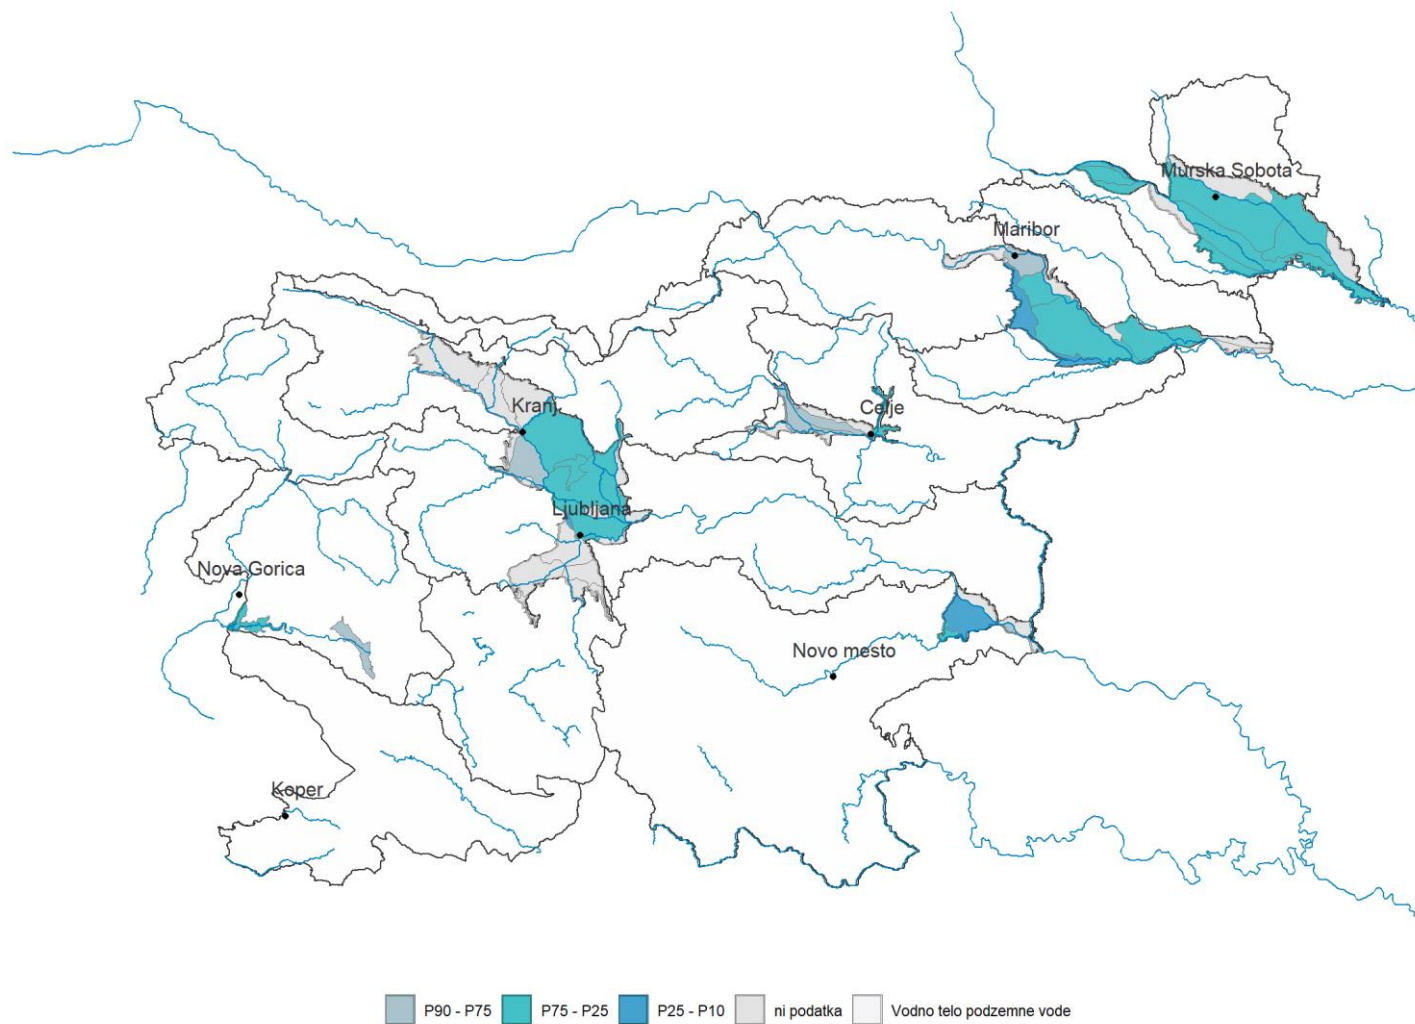 Murska Sobota
Maribor
Kranj
Celje
Ljubljana
Nova Gorica
Novo mesto
Koper
P90 - P75
P75 - P25
P25 - P10
ni podatka
Vodno telo podzemne vode